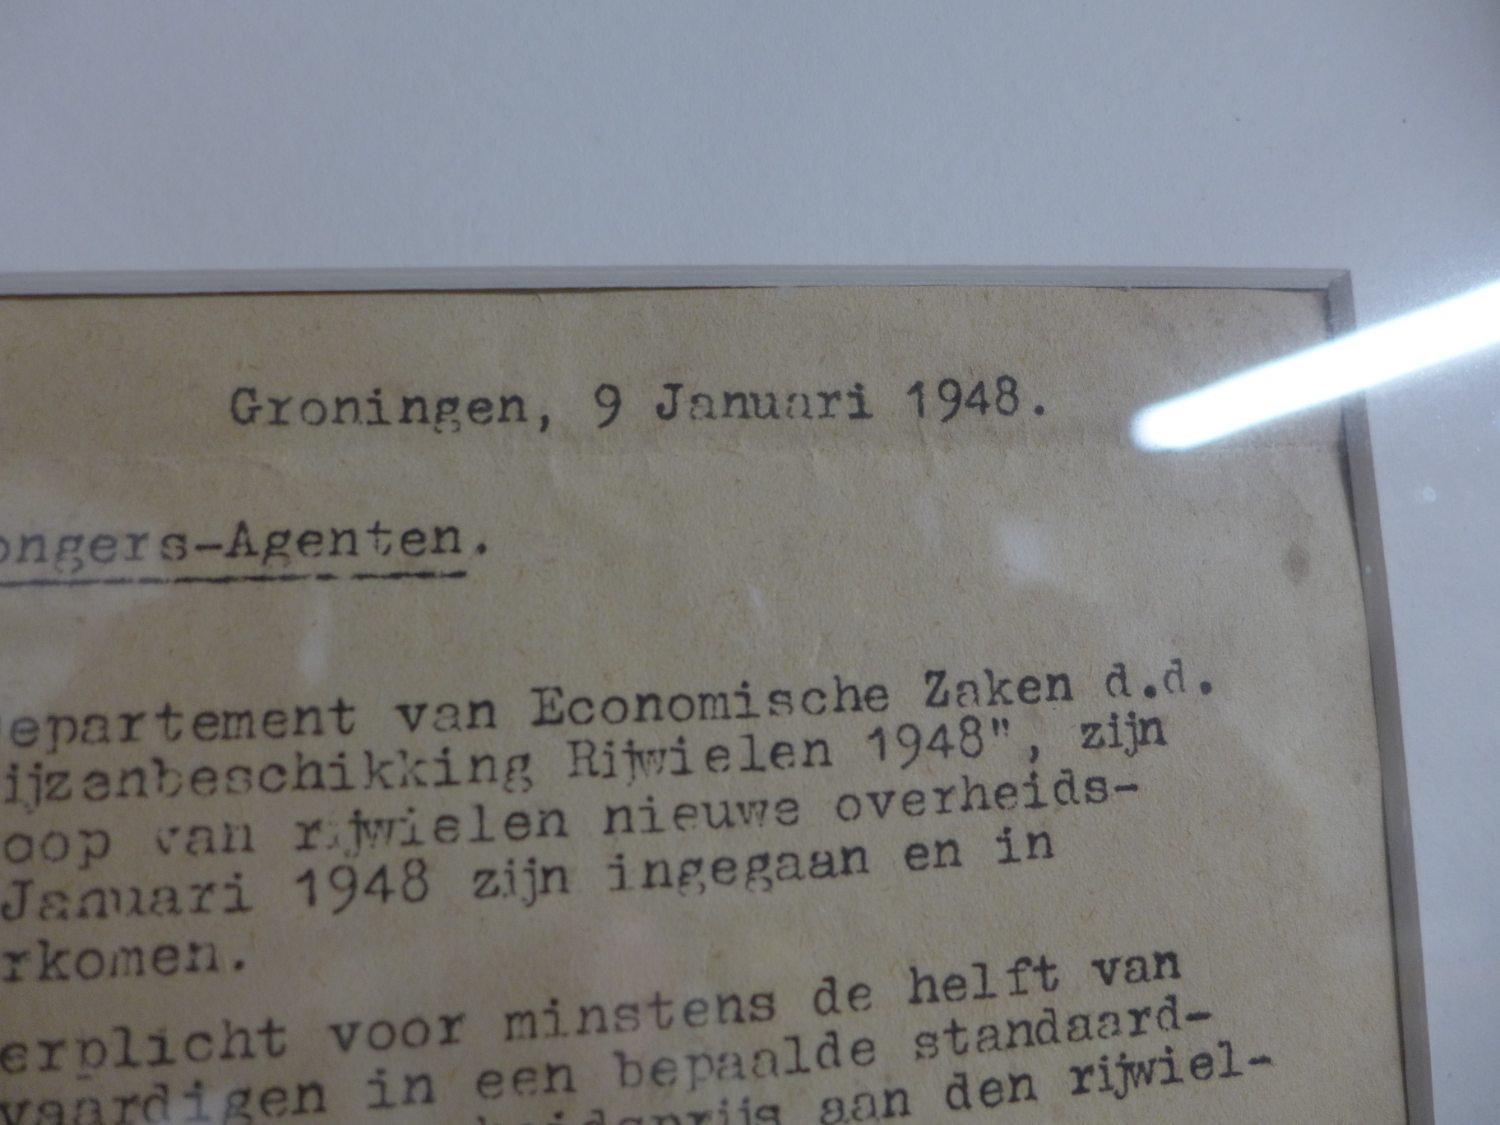 Groningen, 9 Januari 1948.
ongers-Agenten.
epartement van Economische Zaken d.d.
ijzenbeschikking Rijwielen 1948", zijn
oop van rijwielen nieuwe overheids-
Januari 1948 zijn ingegaan en in
rkomen.
erplicht voor minstens de helft van
vaardigen in een bepaalde standaard-
heidsprijs aan den rijwiel-